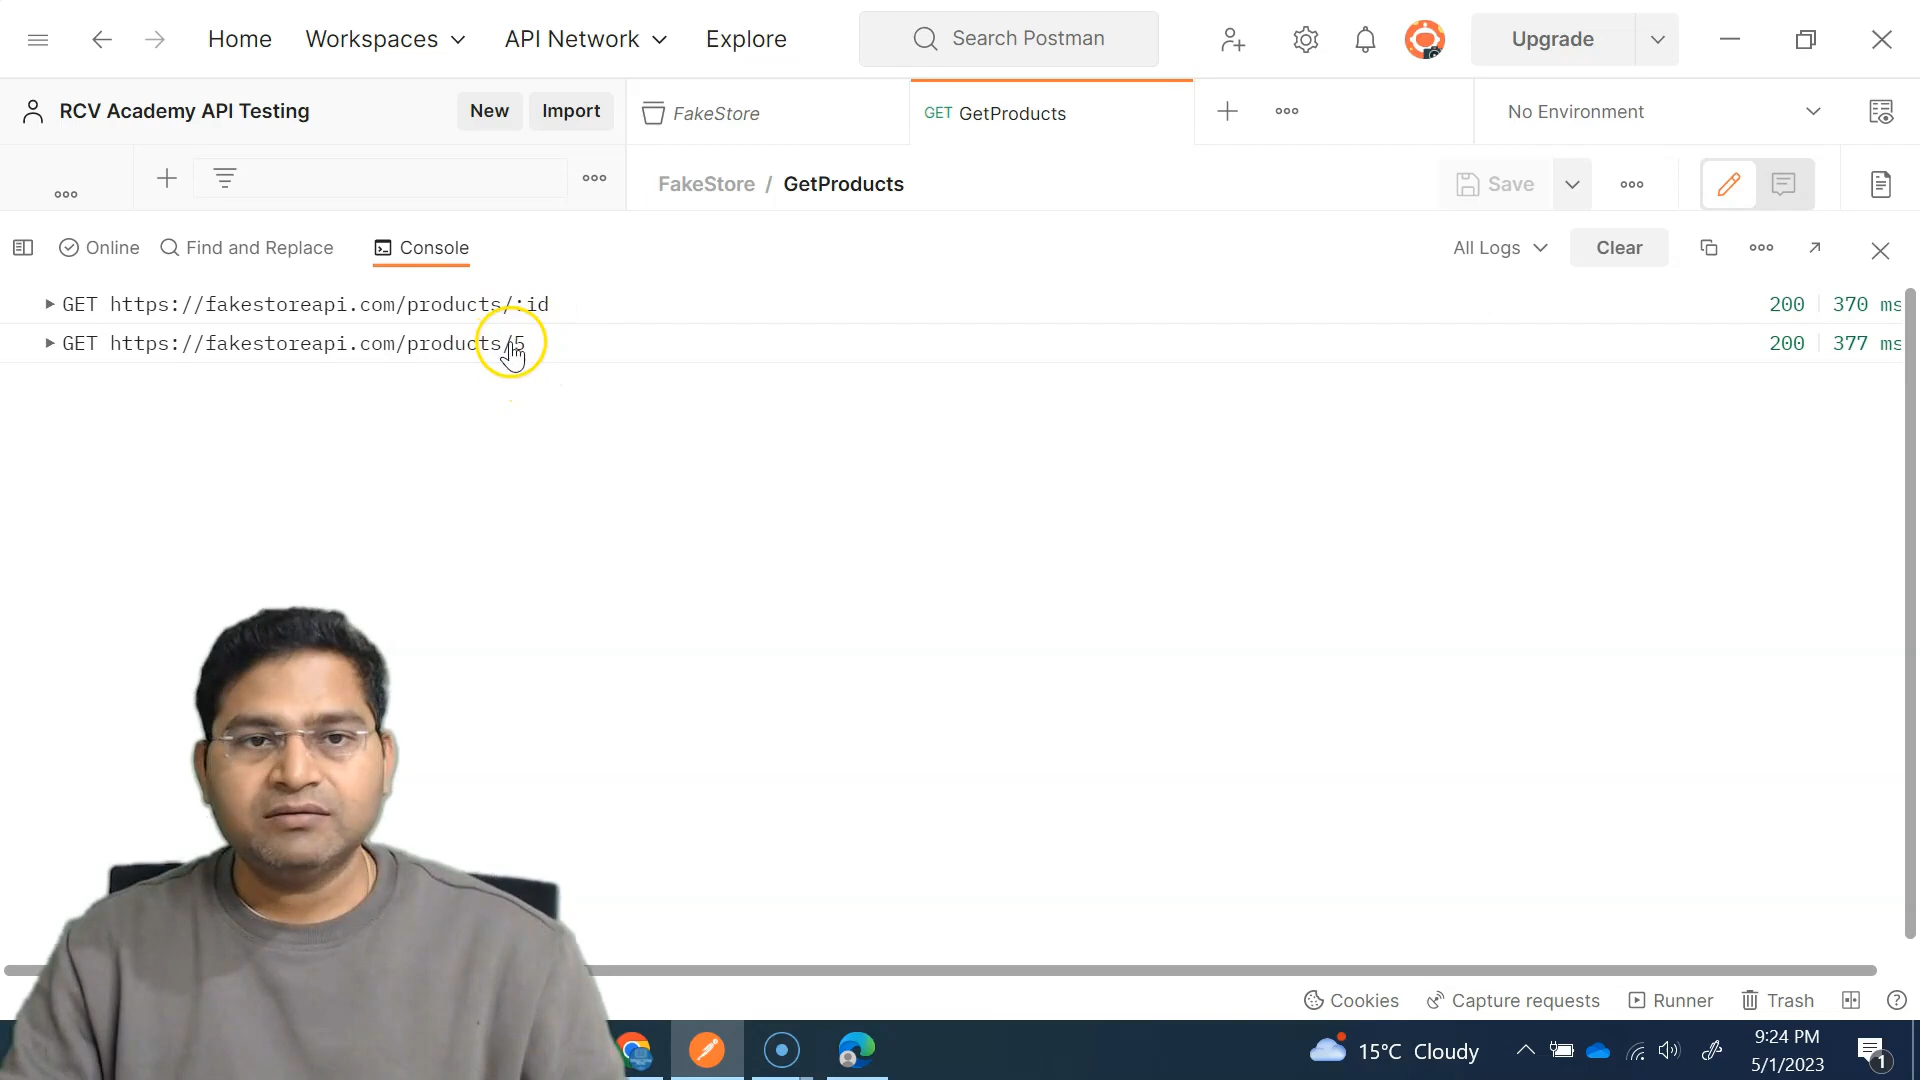 Home
Workspaces
API Network
Explore
Search Postman
Upgrade
RCV Academy API Testing
New
Import
FakeStore
GET GetProducts
No Environment
FakeStore / GetProducts
Save
Online
Find and Replace
Console
All Logs
Clear
GET https://fakestoreapi.com/products/:id
200
370 ms
GET https://fakestoreapi.com/products/5
200
377 ms
Cookies
Capture requests
Runner
Trash
15°C Cloudy
9:24 PM
5/1/2023
1